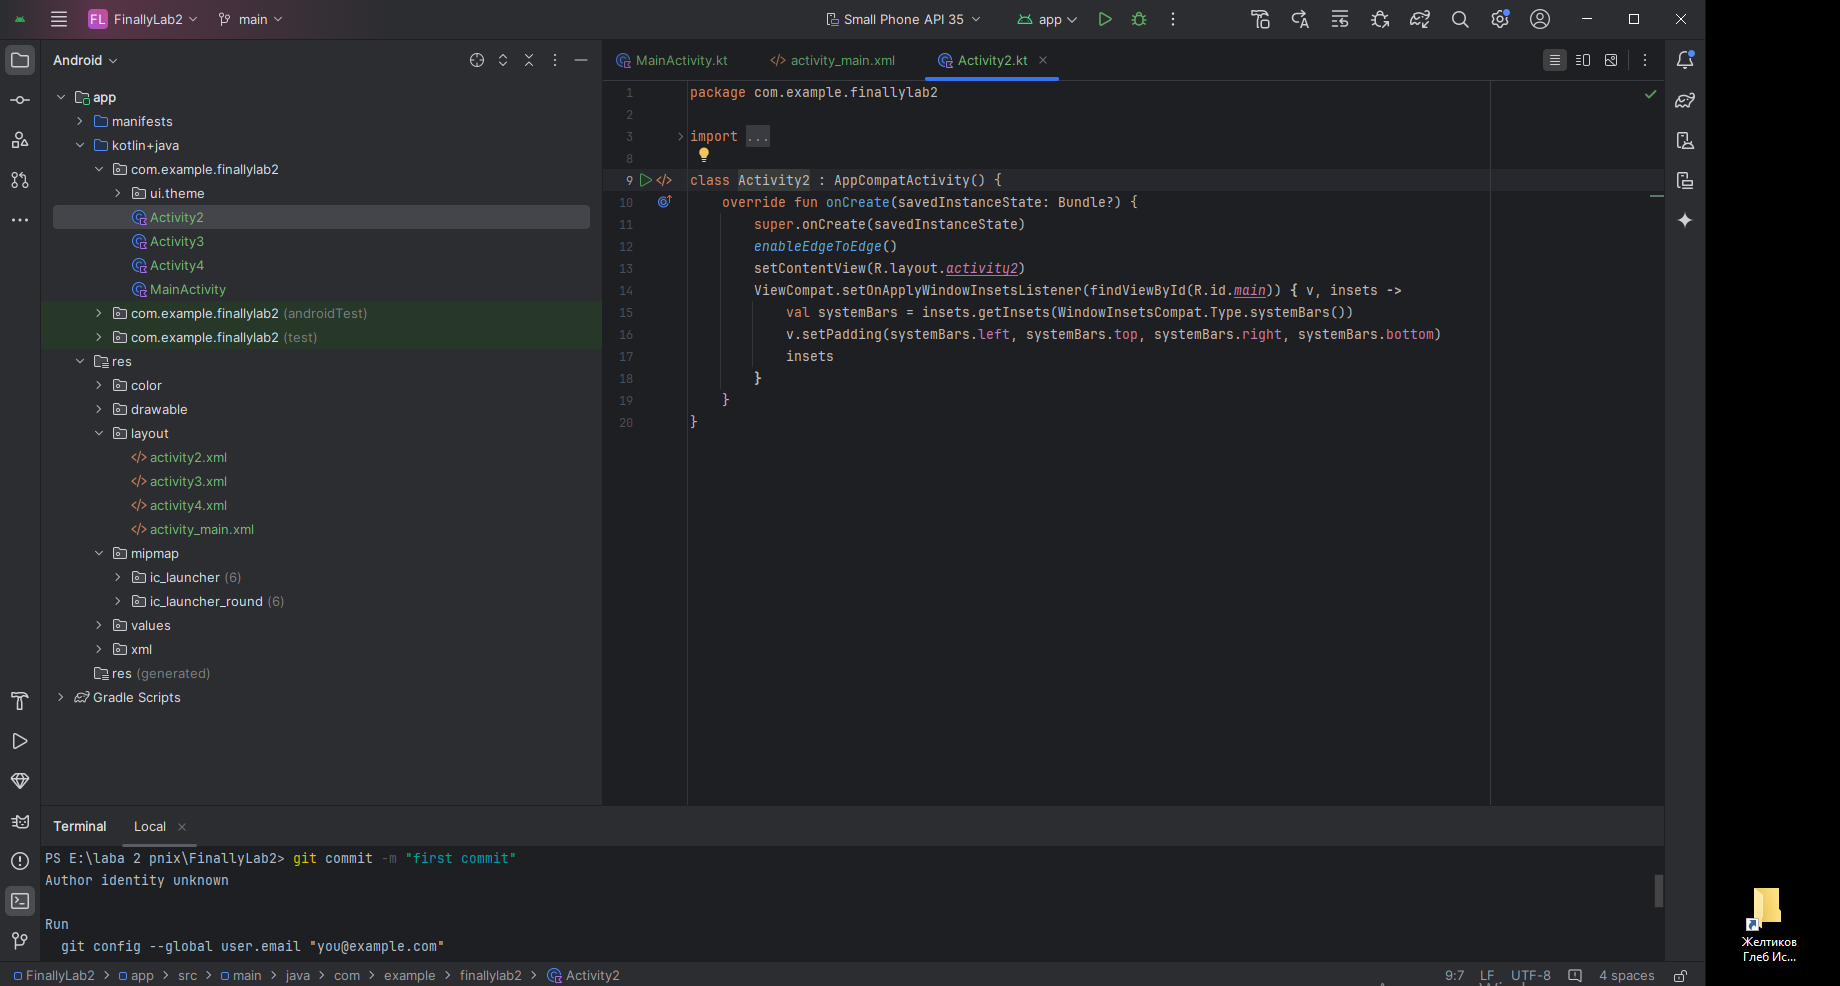 FL FinallyLab2 main Small Phone API 35 app
Android
app
manifests
kotlin+java
com.example.finallylab2
ui.theme
Activity2
Activity3
Activity4
MainActivity
com.example.finallylab2 (androidTest)
com.example.finallylab2 (test)
res
color
drawable
layout
activity2.xml
activity3.xml
activity4.xml
activity_main.xml
mipmap
ic_launcher (6)
ic_launcher_round (6)
values
xml
res (generated)
Gradle Scripts
MainActivity.kt activity_main.xml Activity2.kt
1 package com.example.finallylab2
2
3 import ...
8
9 class Activity2 : AppCompatActivity() {
10 override fun onCreate(savedInstanceState: Bundle?) {
11 super.onCreate(savedInstanceState)
12 enableEdgeToEdge()
13 setContentView(R.layout.activity2)
14 ViewCompat.setOnApplyWindowInsetsListener(findViewById(R.id.main)) { v, insets ->
15 val systemBars = insets.getInsets(WindowInsetsCompat.Type.systemBars())
16 v.setPadding(systemBars.left, systemBars.top, systemBars.right, systemBars.bottom)
17 insets
18 }
19 }
20 }
Terminal Local
PS E:\laba 2 pnix\FinallyLab2> git commit -m "first commit"
Author identity unknown
Run
git config --global user.email "you@example.com"
FinallyLab2 > app > src > main > java > com > example > finallylab2 > Activity2
9:7 LF UTF-8 4 spaces
Желтиков
Глеб Ис...